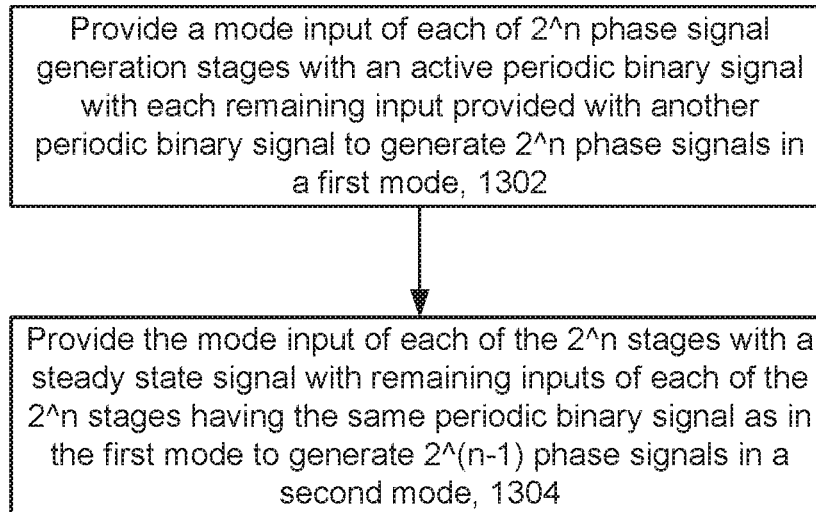 Provide a mode input of each of 2^n phase signal
generation stages with an active periodic binary signal
with each remaining input provided with another
periodic binary signal to generate 2^n phase signals in
a first mode, 1302
Provide the mode input of each of the 2^n stages with a
steady state signal with remaining inputs of each of the
2^n stages having the same periodic binary signal as in
the first mode to generate 2^(n-1) phase signals in a
second mode, 1304